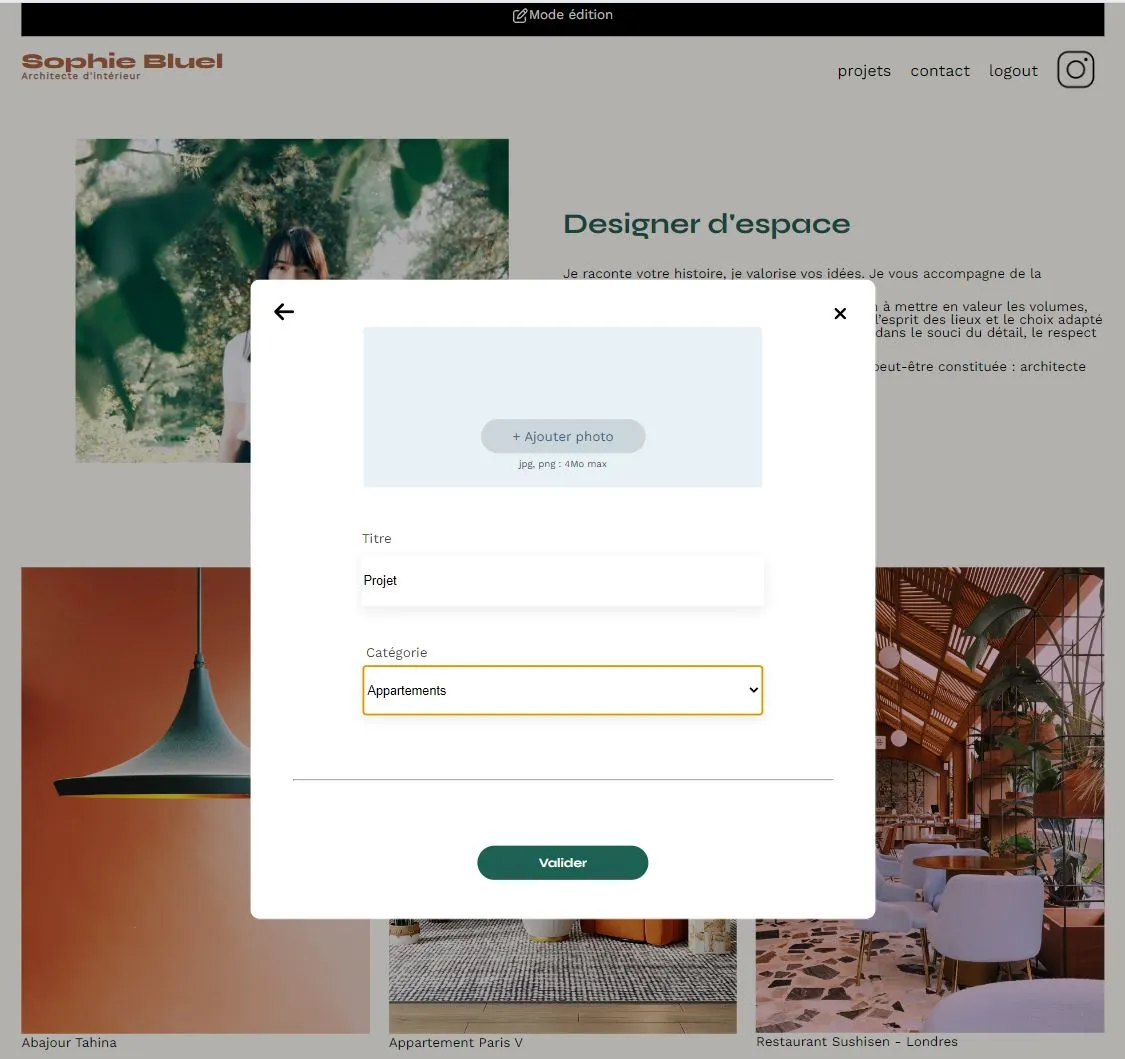 Mode édition
Sophie Bluel
Architecte d'intérieur
projets contact logout
Designer d'espace
Je raconte votre histoire, je valorise vos idées. Je vous accompagne de la
à mettre en valeur les volumes,
l'esprit des lieux et le choix adapté
dans le souci du détail, le respect
peut-être constituée : architecte
+ Ajouter photo
jpg, png : 4Mo max
Titre
Projet
Catégorie
Appartements
Valider
Abajour Tahina
Appartement Paris V
Restaurant Sushisen - Londres